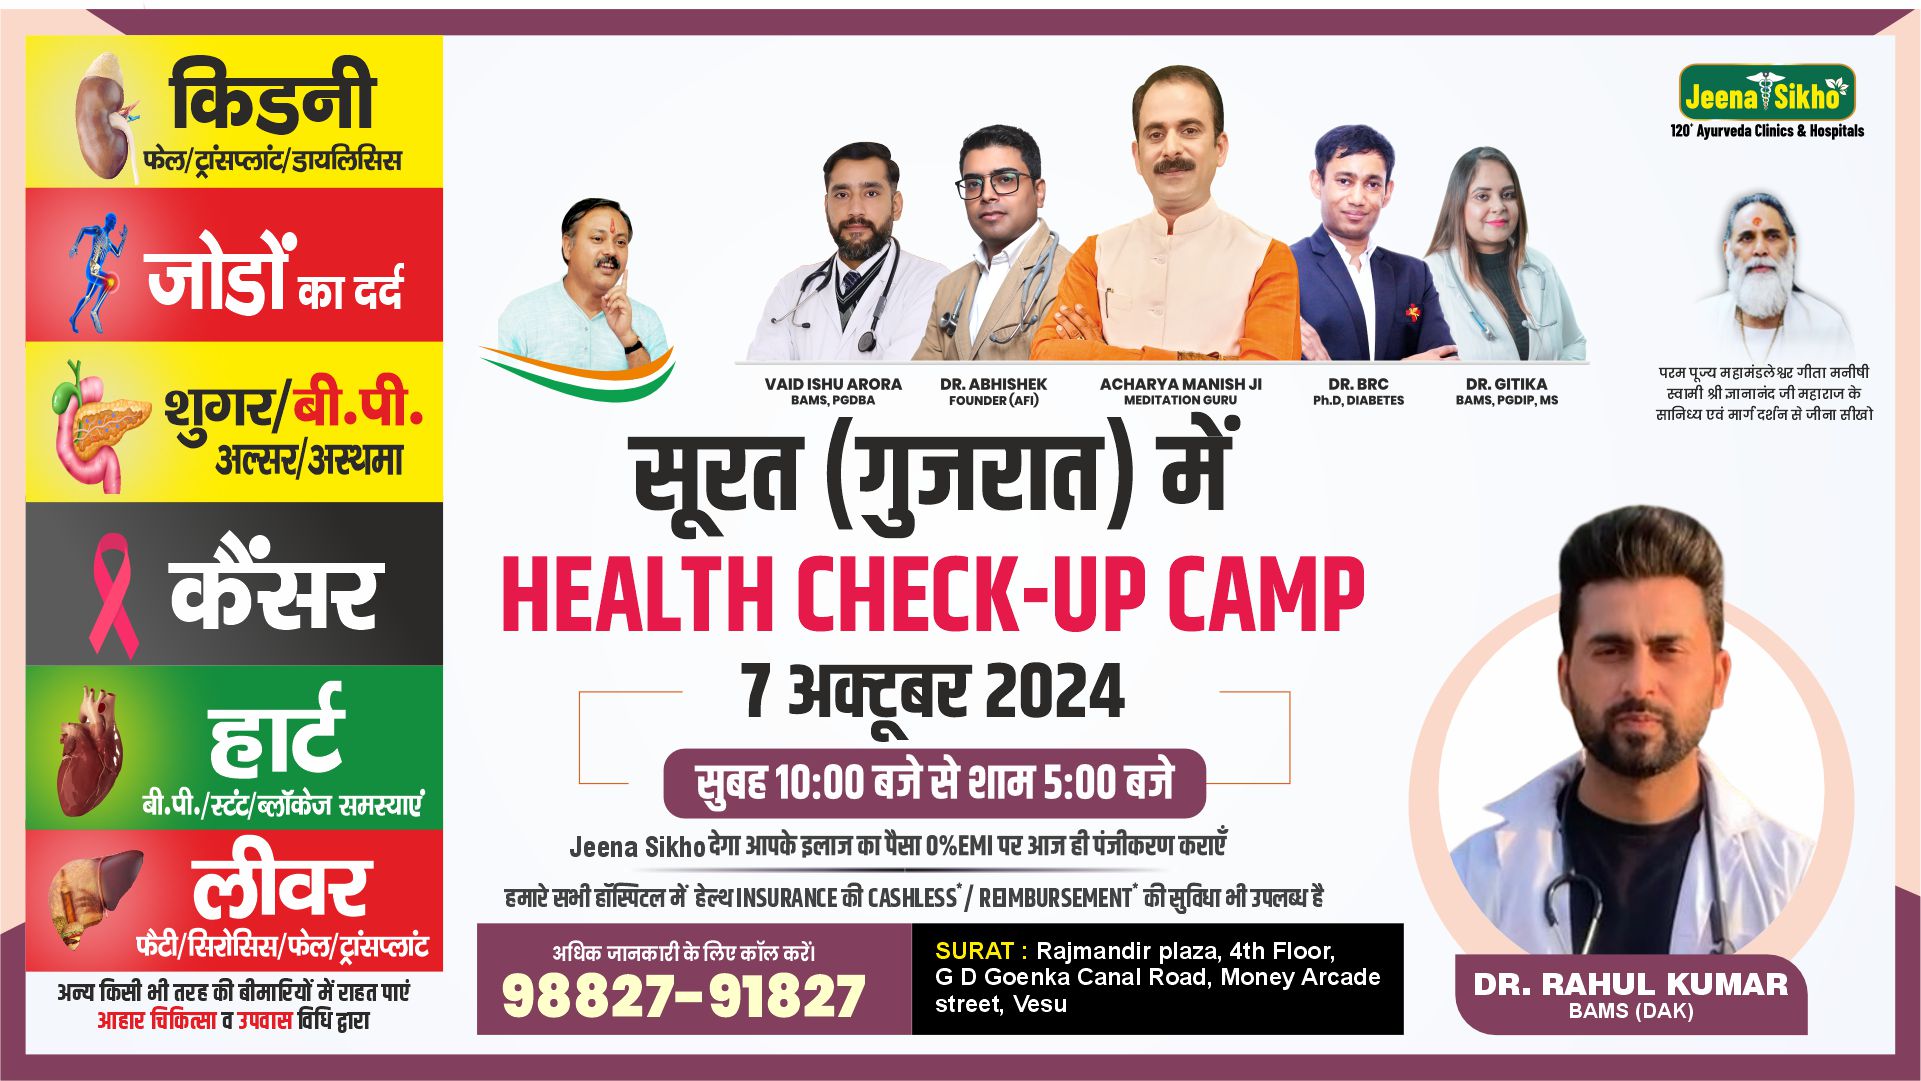 किडनी
फेल/ट्रांसप्लांट/डायलिसिस
जोडों का दर्द
शुगर/बी.पी.
अल्सर/अस्थमा
कैंसर
हार्ट
बी.पी./स्टंट/ब्लॉकेज समस्याएं
लीवर
फैटी/सिरोसिस/फेल/ट्रांसप्लांट
अन्य किसी भी तरह की बीमारियों में राहत पाएं
आहार चिकित्सा व उपवास विधि द्वारा
Jeena Sikho
120+ Ayurveda Clinics & Hospitals
VAID ISHU ARORA
BAMS, PGDBA
DR. ABHISHEK
FOUNDER (AFI)
ACHARYA MANISH JI
MEDITATION GURU
DR. BRC
Ph.D, DIABETES
DR. GITIKA
BAMS, PGDIP, MS
परम पूज्य महामंडलेश्वर गीता मनीषी
स्वामी श्री ज्ञानानंद जी महाराज के
सानिध्य एवं मार्ग दर्शन से जीना सीखो
सूरत (गुजरात) में
HEALTH CHECK-UP CAMP
7 अक्टूबर 2024
सुबह 10:00 बजे से शाम 5:00 बजे
Jeena Sikho देगा आपके इलाज का पैसा 0%EMI पर आज ही पंजीकरण कराएँ
हमारे सभी हॉस्पिटल में हेल्थ INSURANCE की CASHLESS* / REIMBURSEMENT* की सुविधा भी उपलब्ध है
अधिक जानकारी के लिए कॉल करें।
98827-91827
SURAT : Rajmandir plaza, 4th Floor,
G D Goenka Canal Road, Money Arcade
street, Vesu
DR. RAHUL KUMAR
BAMS (DAK)